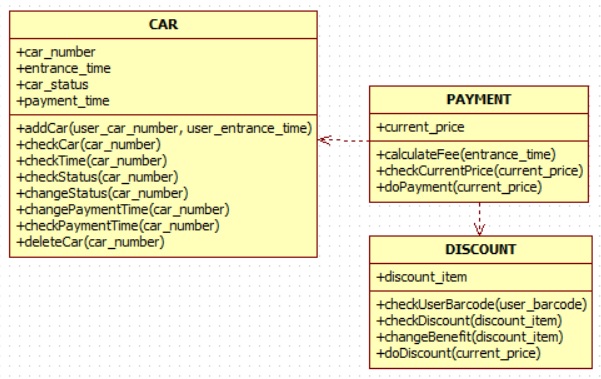 CAR
+car_number
+entrance_time
+car_status
+payment_time
+addCar(user_car_number, user_entrance_time)
+checkCar(car_number)
+checkTime(car_number)
+checkStatus(car_number)
+changeStatus(car_number)
+changePaymentTime(car_number)
+checkPaymentTime(car_number)
+deleteCar(car_number)
PAYMENT
+current_price
+calculateFee(entrance_time)
+checkCurrentPrice(current_price)
+doPayment(current_price)
DISCOUNT
+discount_item
+checkUserBarcode(user_barcode)
+checkDiscount(discount_item)
+changeBenefit(discount_item)
+doDiscount(current_price)